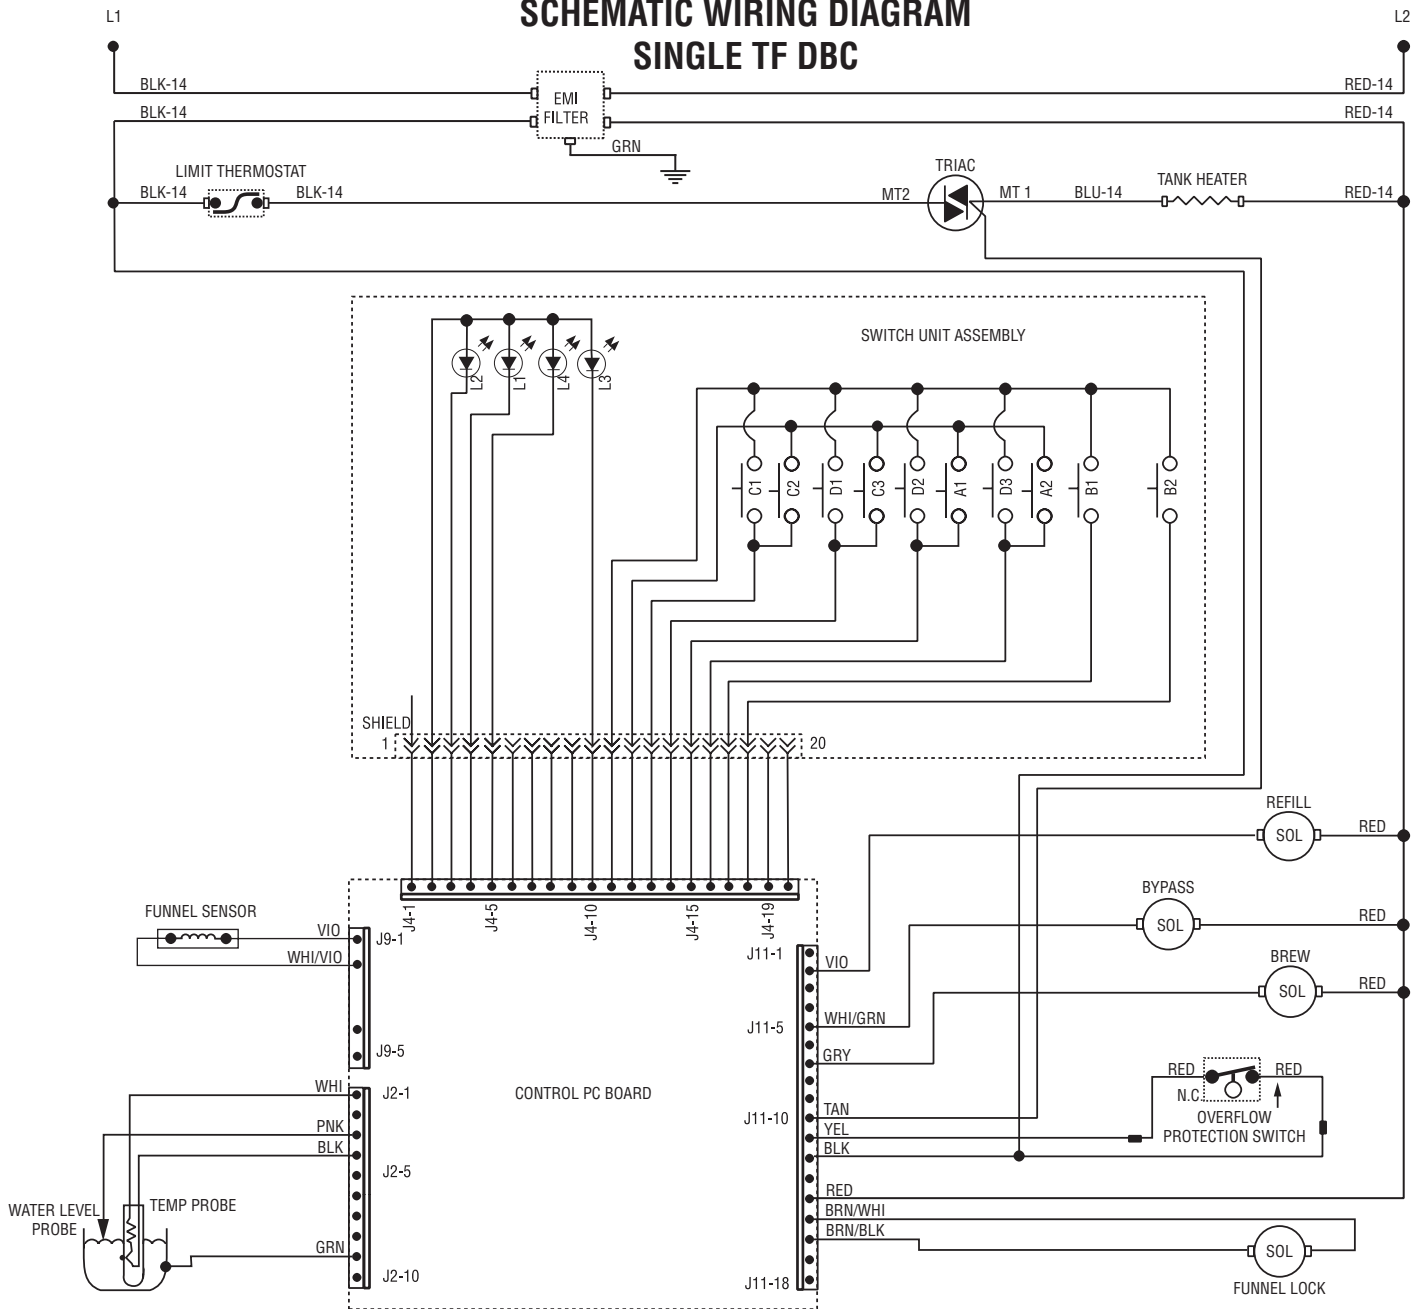 SCHEMATIC WIRING DIAGRAM
SINGLE TF DBC
L1
L2
BLK-14
RED-14
BLK-14
RED-14
EMI
FILTER
GRN
LIMIT THERMOSTAT
BLK-14
BLK-14
TRIAC
MT2
MT 1
BLU-14
TANK HEATER
RED-14
SWITCH UNIT ASSEMBLY
L2
L1
L4
L3
C1
C2
D1
C3
D2
A1
D3
A2
B1
B2
SHIELD
1
20
J4-1
J4-5
J4-10
J4-15
J4-19
REFILL
SOL
RED
BYPASS
SOL
RED
BREW
SOL
RED
FUNNEL SENSOR
VIO
J9-1
WHI/VIO
J9-5
WHI
J2-1
PNK
BLK
J2-5
WATER LEVEL
PROBE
TEMP PROBE
GRN
J2-10
CONTROL PC BOARD
J11-1
VIO
J11-5
WHI/GRN
GRY
J11-10
TAN
YEL
BLK
RED
BRN/WHI
BRN/BLK
J11-18
RED
RED
N.C.
OVERFLOW
PROTECTION SWITCH
SOL
FUNNEL LOCK